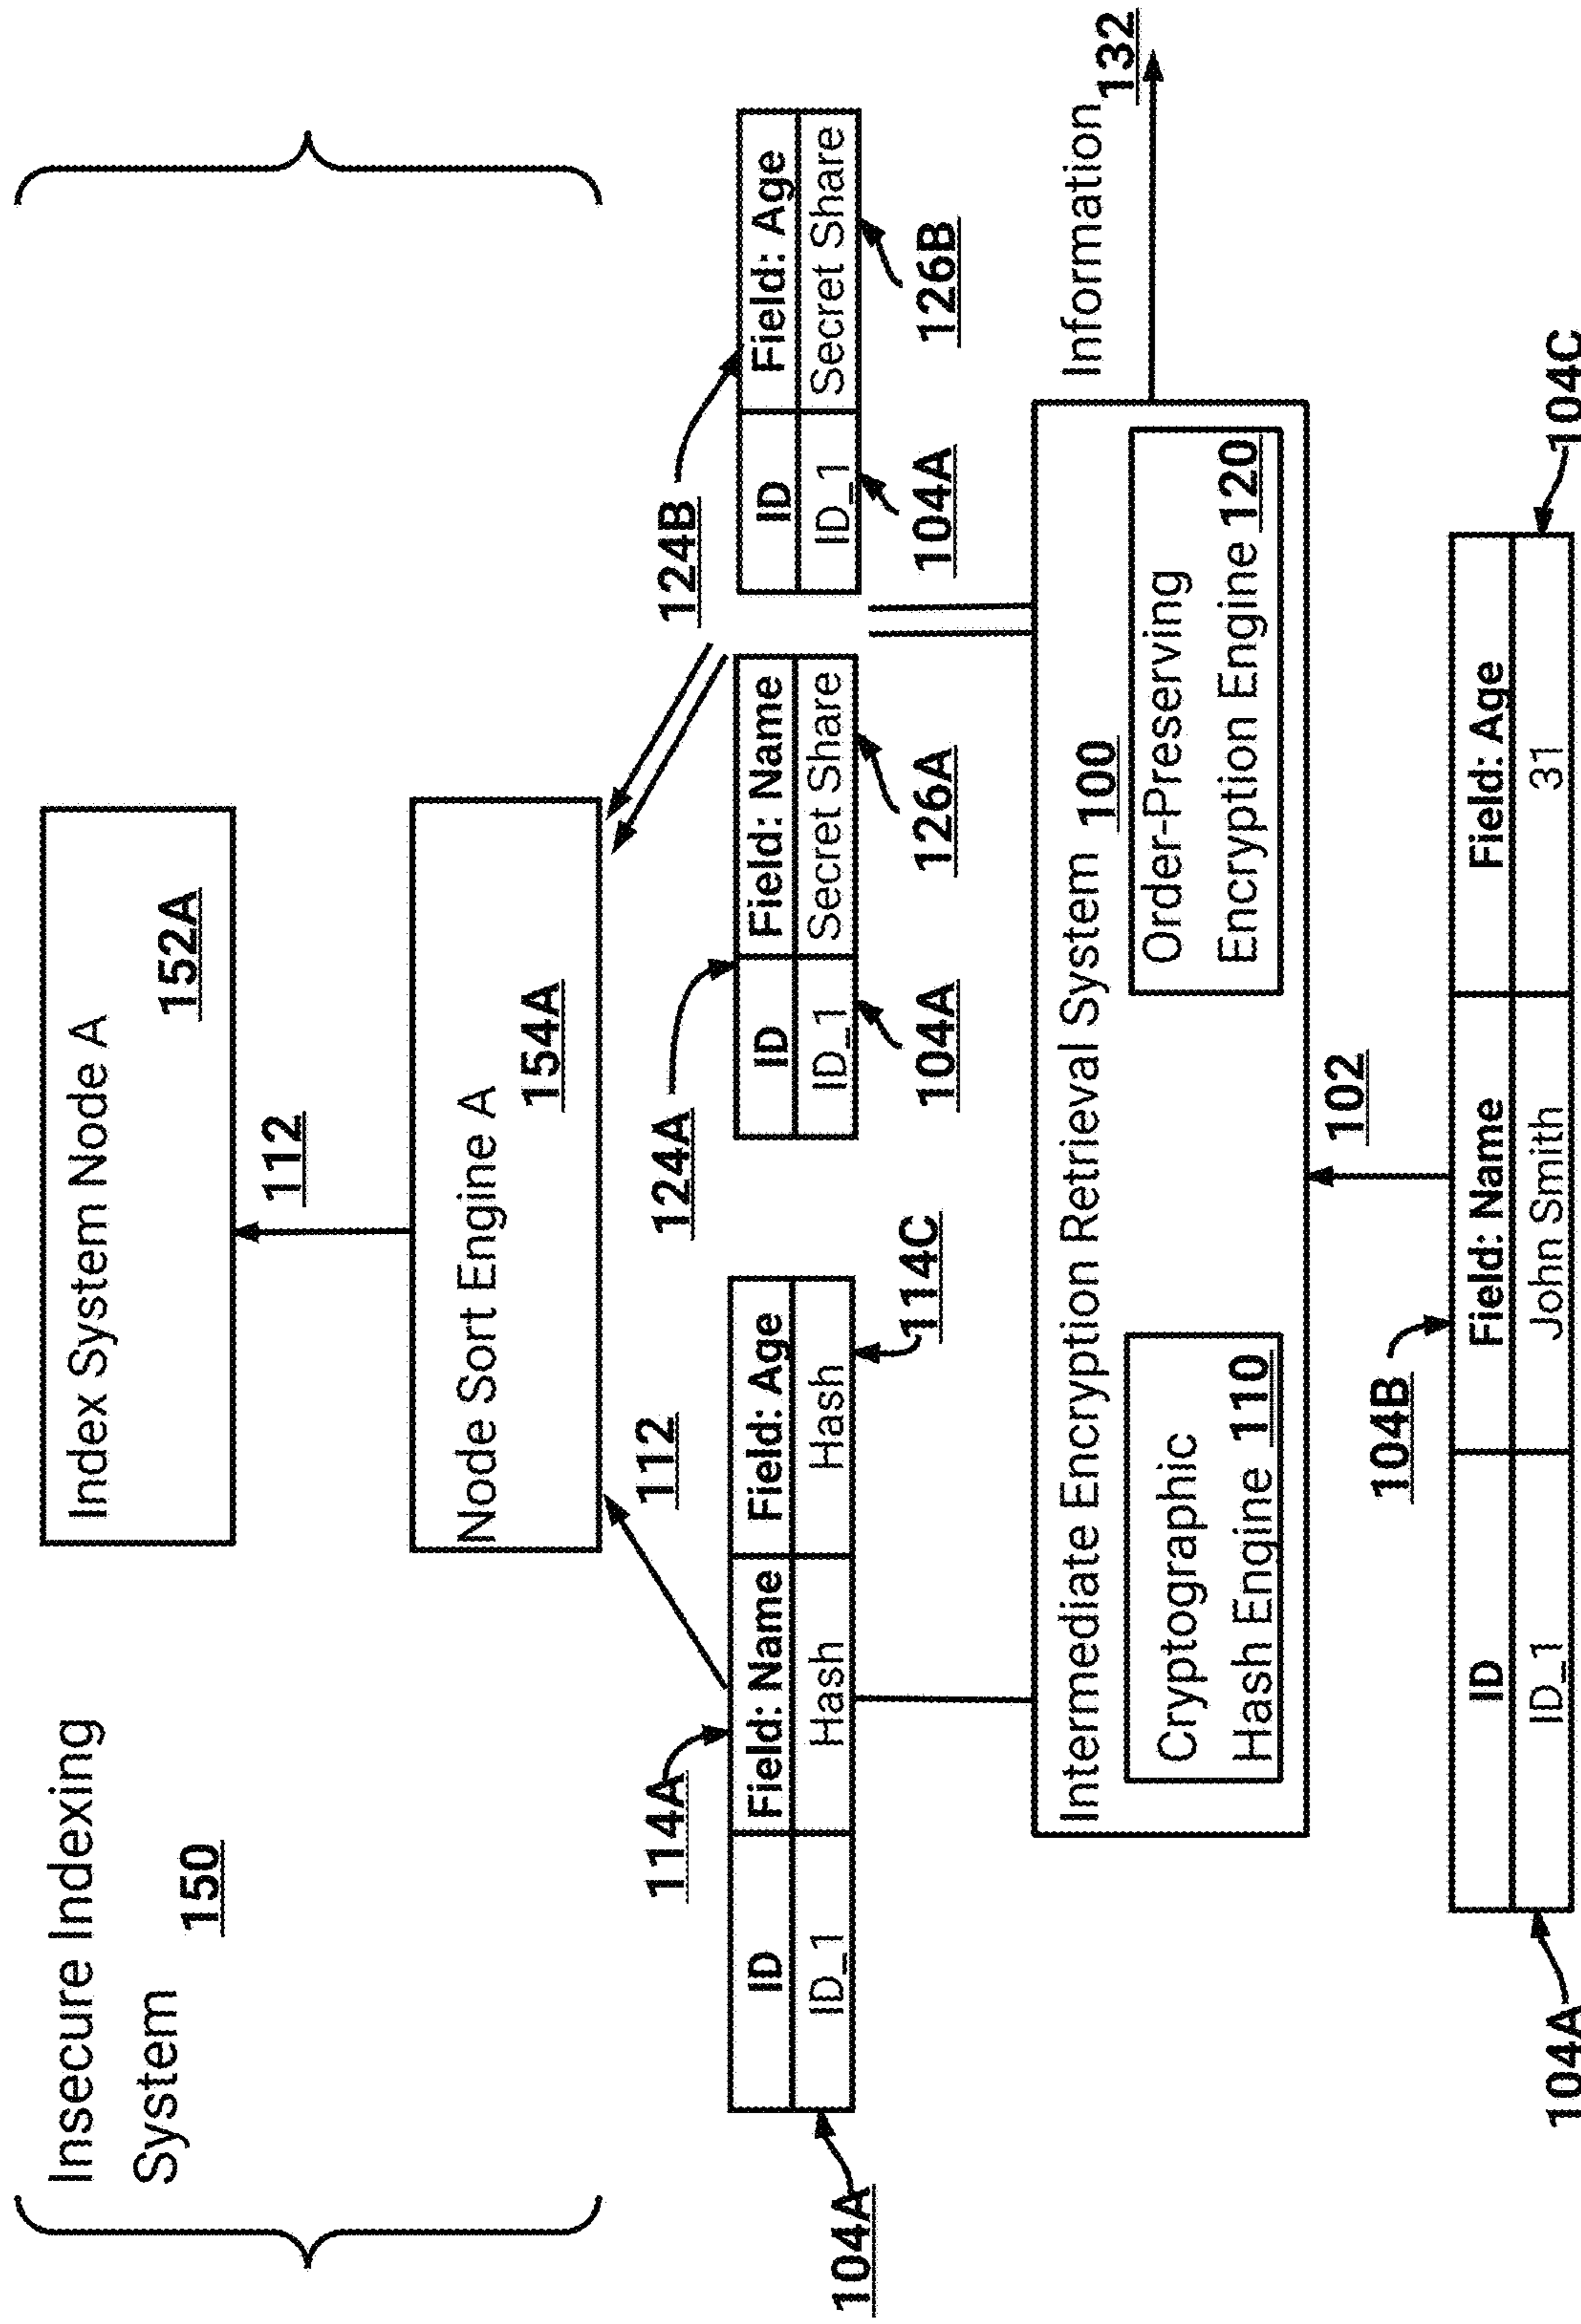 Insecure Indexing
System 150
Index System Node A
152A
112
Node Sort Engine A
154A
112
114A
124A
124B
ID Field: Name Field: Age
ID_1 Hash Hash
104A
114C
ID Field: Name
ID_1 Secret Share
104A
126A
ID Field: Age
ID_1 Secret Share
104A
126B
Intermediate Encryption Retrieval System 100
Cryptographic
Hash Engine 110
Order-Preserving
Encryption Engine 120
Information
132
102
104B
ID Field: Name Field: Age
ID_1 John Smith 31
104A
104C